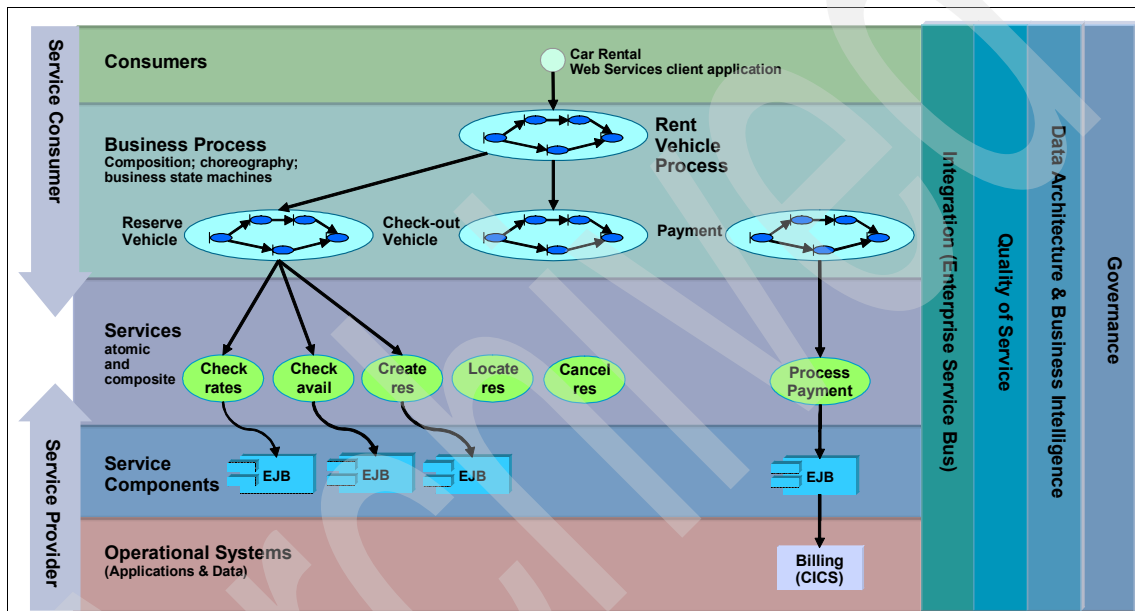 Service Consumer
Service Provider
Consumers
Car Rental
Web Services client application
Business Process
Composition; choreography;
business state machines
Rent
Vehicle
Process
Reserve
Vehicle
Check-out
Vehicle
Payment
Services
atomic
and
composite
Check
rates
Check
avail
Create
res
Locate
res
Cancel
res
Process
Payment
Service
Components
EJB
EJB
EJB
EJB
Operational Systems
(Applications & Data)
Billing
(CICS)
Integration (Enterprise Service Bus)
Quality of Service
Data Architecture & Business Intelligence
Governance